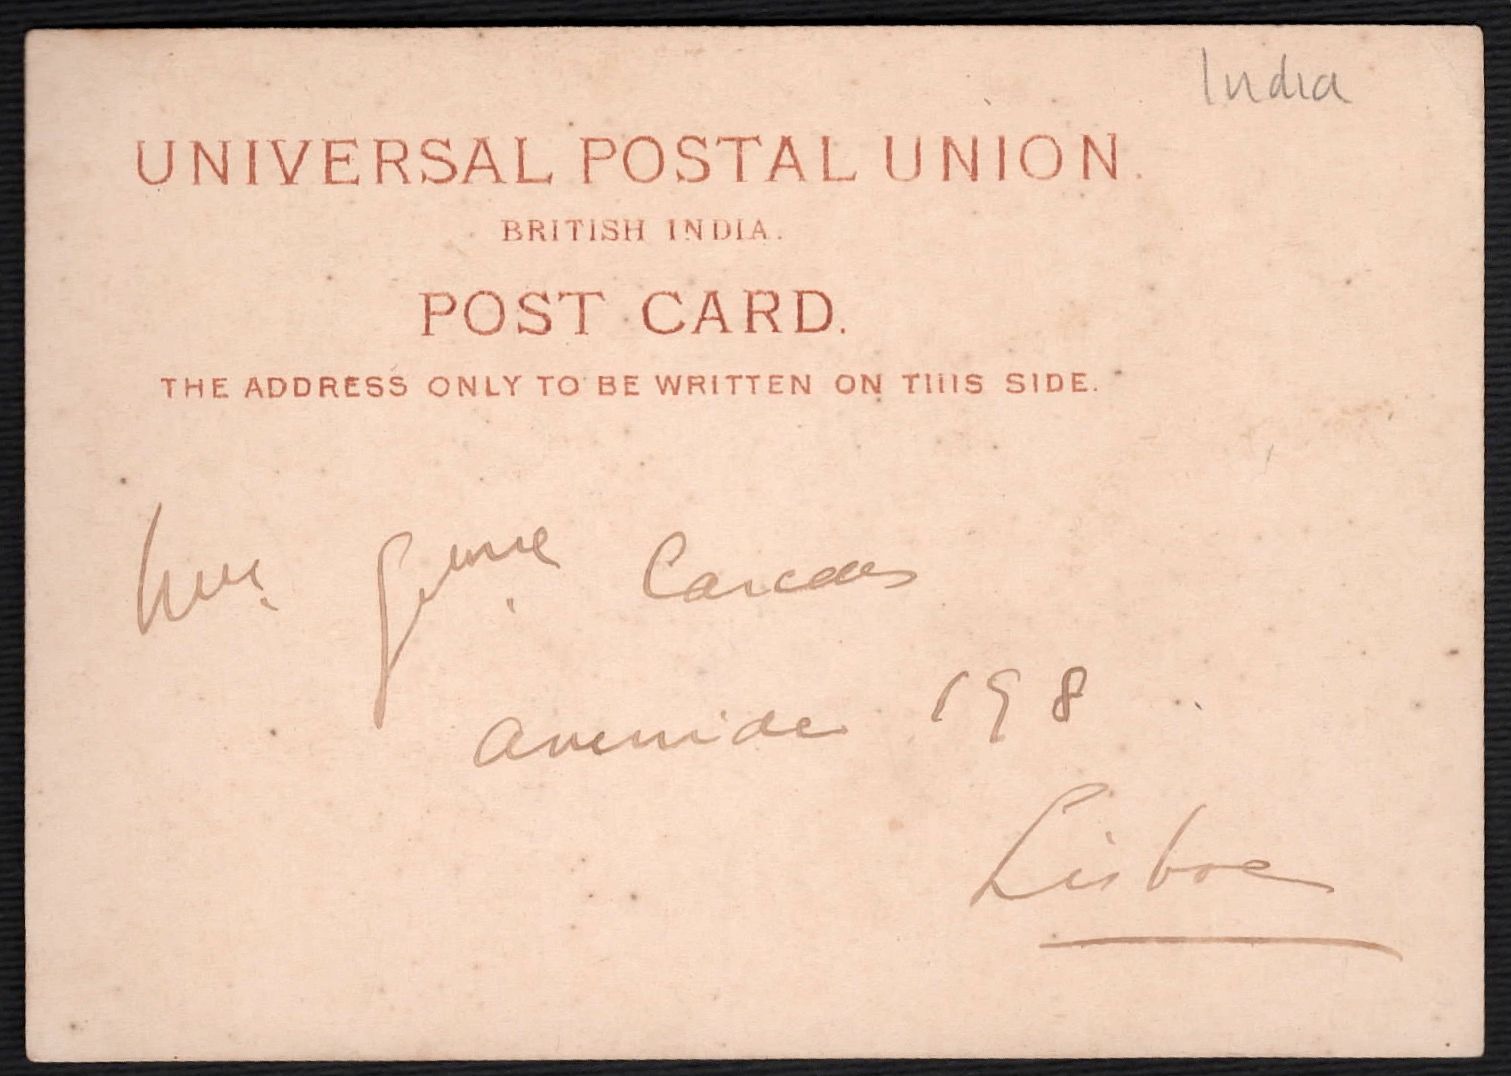 India
UNIVERSAL POSTAL UNION.
BRITISH INDIA.
POST CARD.
THE ADDRESS ONLY TO BE WRITTEN ON THIS SIDE.
Avenida 198
Lisboa